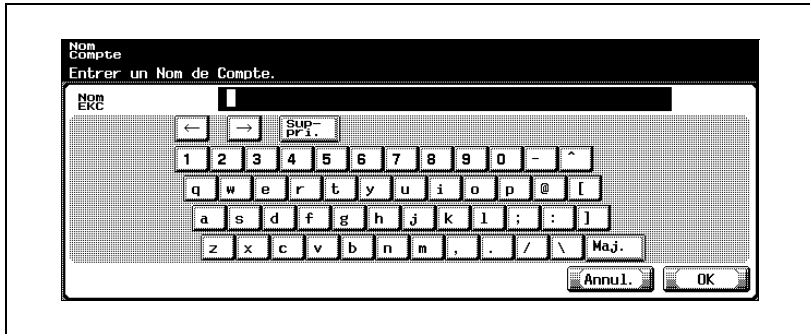 Nom
Compte
Entrer un Nom de Compte.
Nom
EKC
← → Sup-
pri.
1 2 3 4 5 6 7 8 9 0 - ^
q w e r t y u i o p @ [
a s d f g h j k l ; : ]
z x c v b n m , . / \ Maj.
Annul. OK